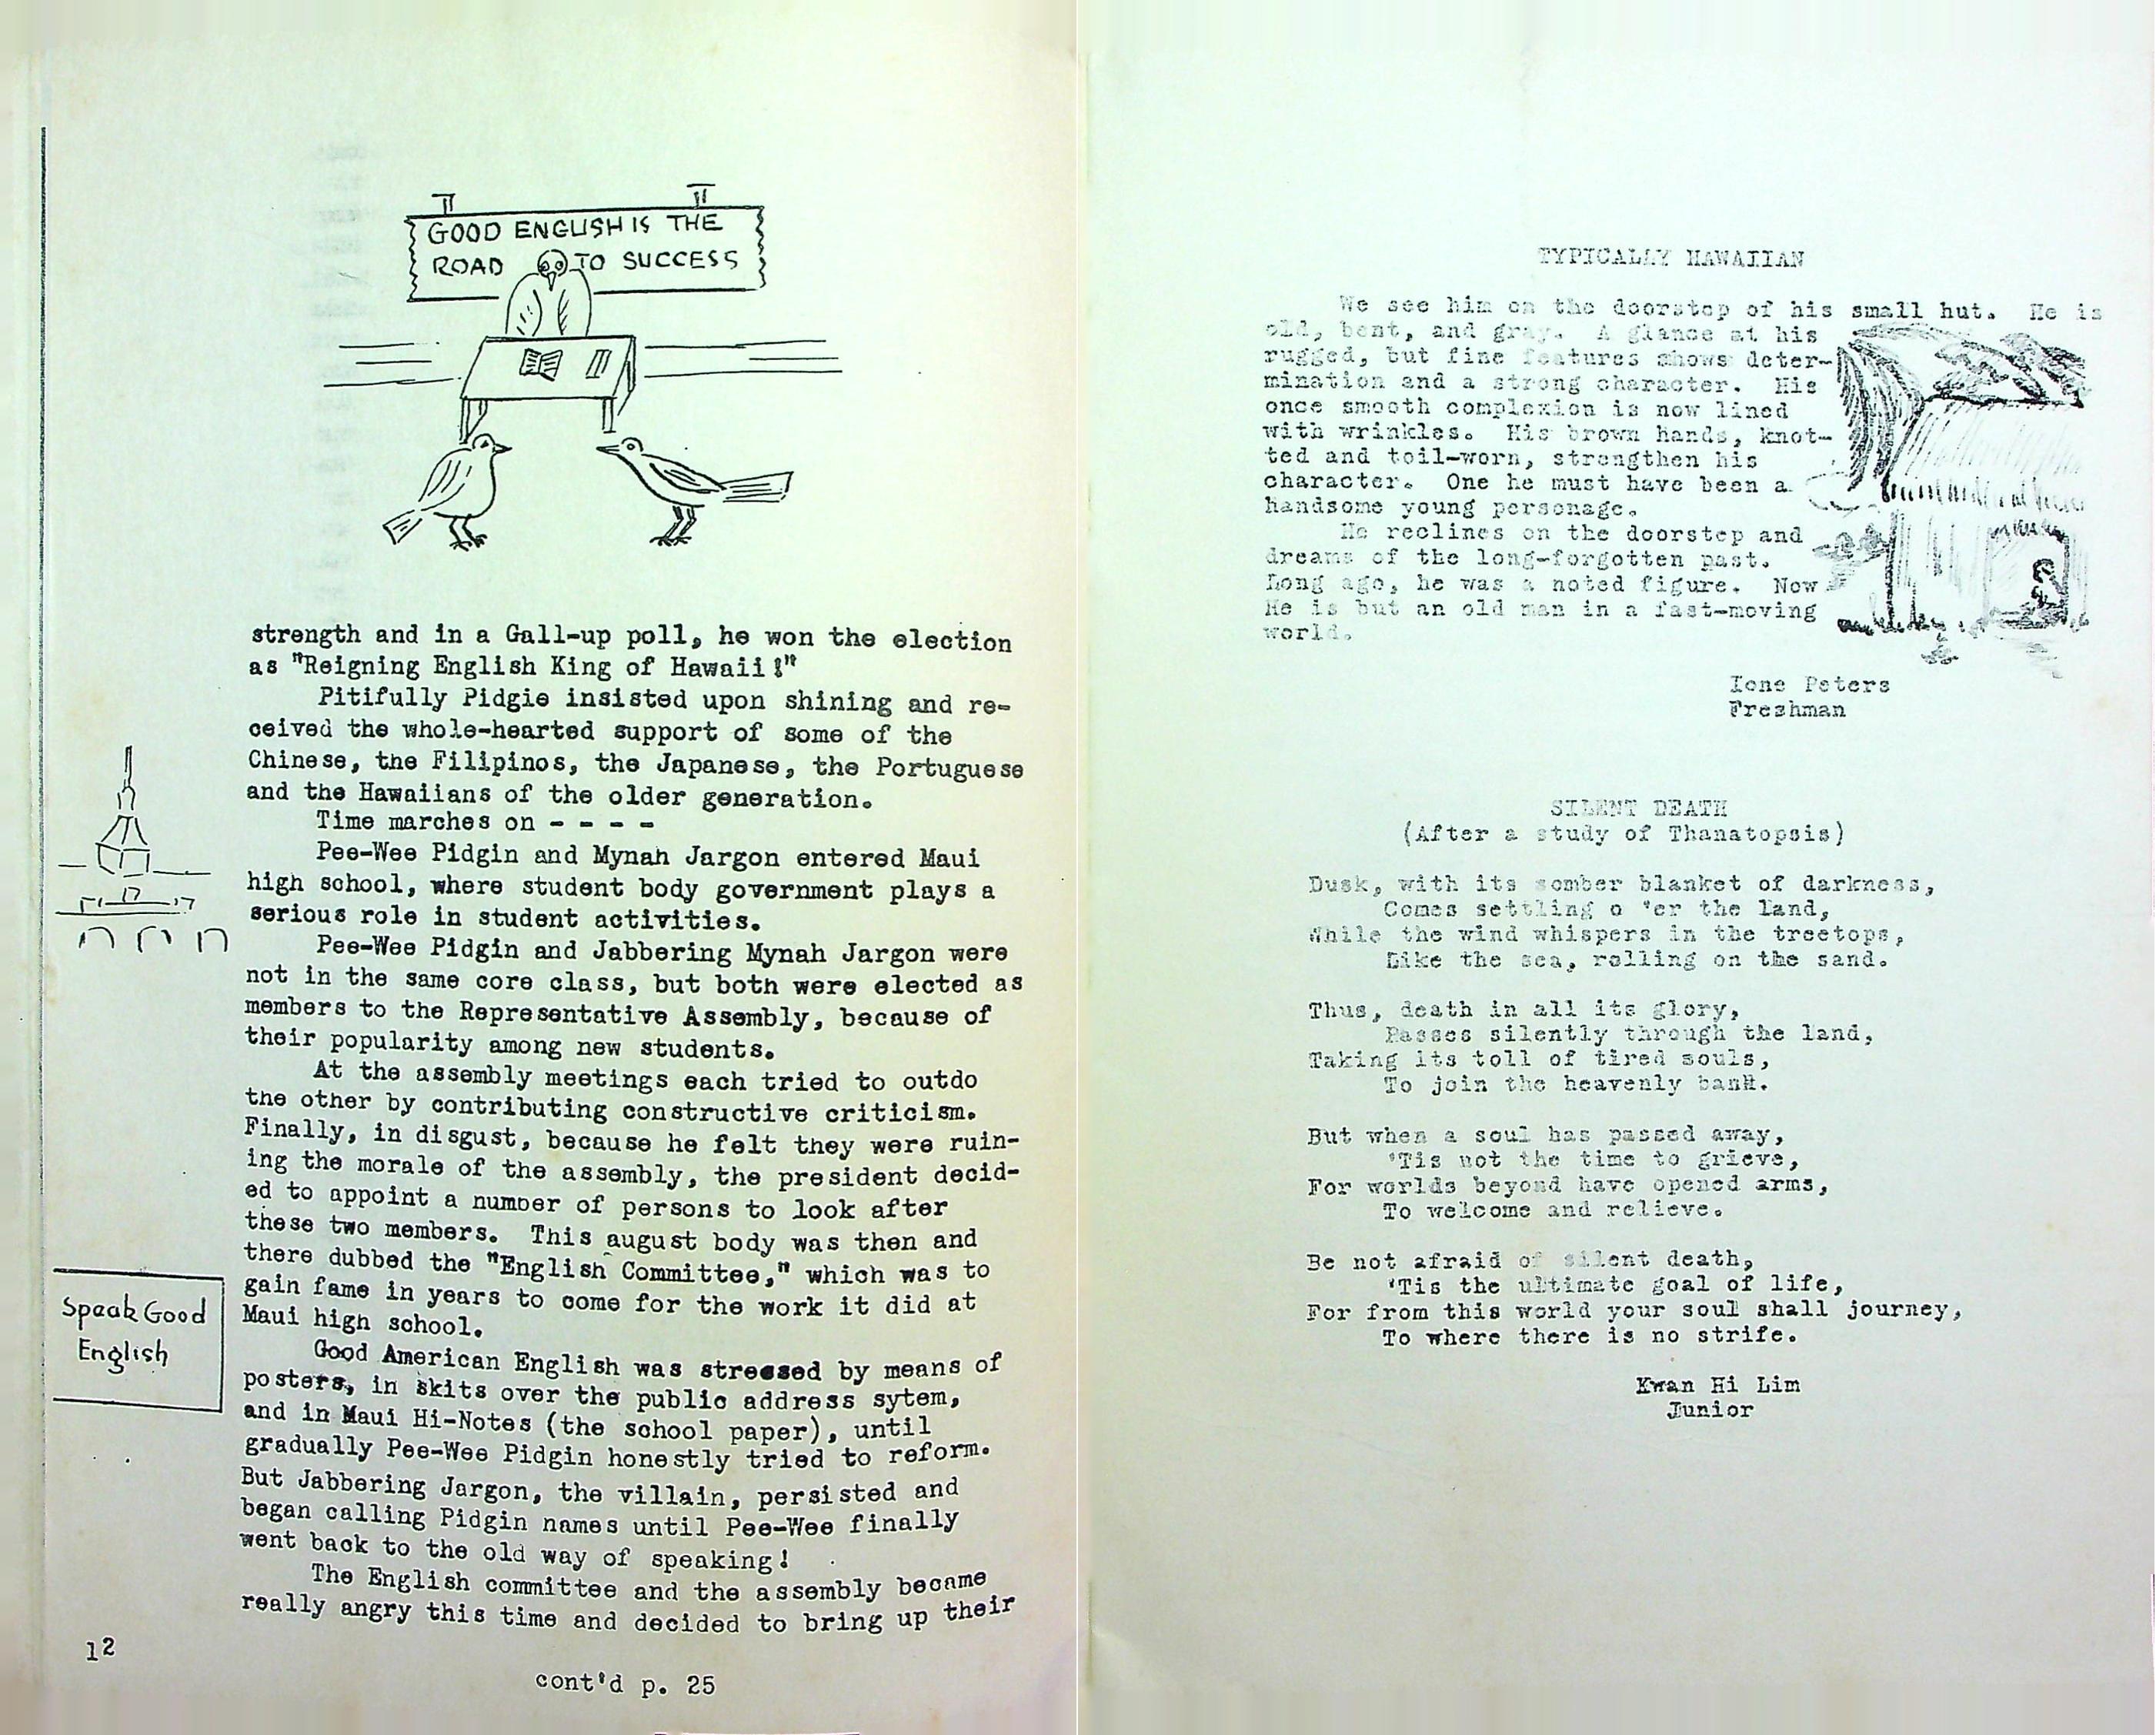 GOOD ENGLISH IS THE
ROAD TO SUCCESS
strength and in a Gall-up poll, he won the election
as "Reigning English King of Hawaii!"
Pitifully Pidgie insisted upon shining and re-
ceived the whole-hearted support of some of the
Chinese, the Filipinos, the Japanese, the Portuguese
and the Hawaiians of the older generation.
Time marches on - - - -
Pee-Wee Pidgin and Mynah Jargon entered Maui
high school, where student body government plays a
serious role in student activities.
Pee-Wee Pidgin and Jabbering Mynah Jargon were
not in the same core class, but both were elected as
members to the Representative Assembly, because of
their popularity among new students.
At the assembly meetings each tried to outdo
the other by contributing constructive criticism.
Finally, in disgust, because he felt they were ruin-
ing the morale of the assembly, the president decid-
ed to appoint a number of persons to look after
these two members. This august body was then and
there dubbed the "English Committee," which was to
gain fame in years to come for the work it did at
Maui high school.
Speak Good
English
Good American English was stressed by means of
posters, in skits over the public address sytem,
and in Maui Hi-Notes (the school paper), until
gradually Pee-Wee Pidgin honestly tried to reform.
But Jabbering Jargon, the villain, persisted and
began calling Pidgin names until Pee-Wee finally
went back to the old way of speaking!
The English committee and the assembly became
really angry this time and decided to bring up their
12
cont'd p. 25
TYPICALLY HAWAIIAN
We see him on the doorstep of his small hut. He is
old, bent, and gray. A glance at his
rugged, but fine features shows deter-
mination and a strong character. His
once smooth complexion is now lined
with wrinkles. His brown hands, knot-
ted and toil-worn, strengthen his
character. One he must have been a
handsome young personage.
He reclines on the doorstep and
dreams of the long-forgotten past.
Long ago, he was a noted figure. Now
He is but an old man in a fast-moving
world.
Ione Peters
Freshman
SILENT DEATH
(After a study of Thanatopsis)
Dusk, with its somber blanket of darkness,
Comes settling o 'er the land,
While the wind whispers in the treetops,
Like the sea, rolling on the sand.
Thus, death in all its glory,
Passes silently through the land,
Taking its toll of tired souls,
To join the heavenly band.
But when a soul has passed away,
'Tis not the time to grieve,
For worlds beyond have opened arms,
To welcome and relieve.
Be not afraid of silent death,
'Tis the ultimate goal of life,
For from this world your soul shall journey,
To where there is no strife.
Kwan Hi Lim
Junior